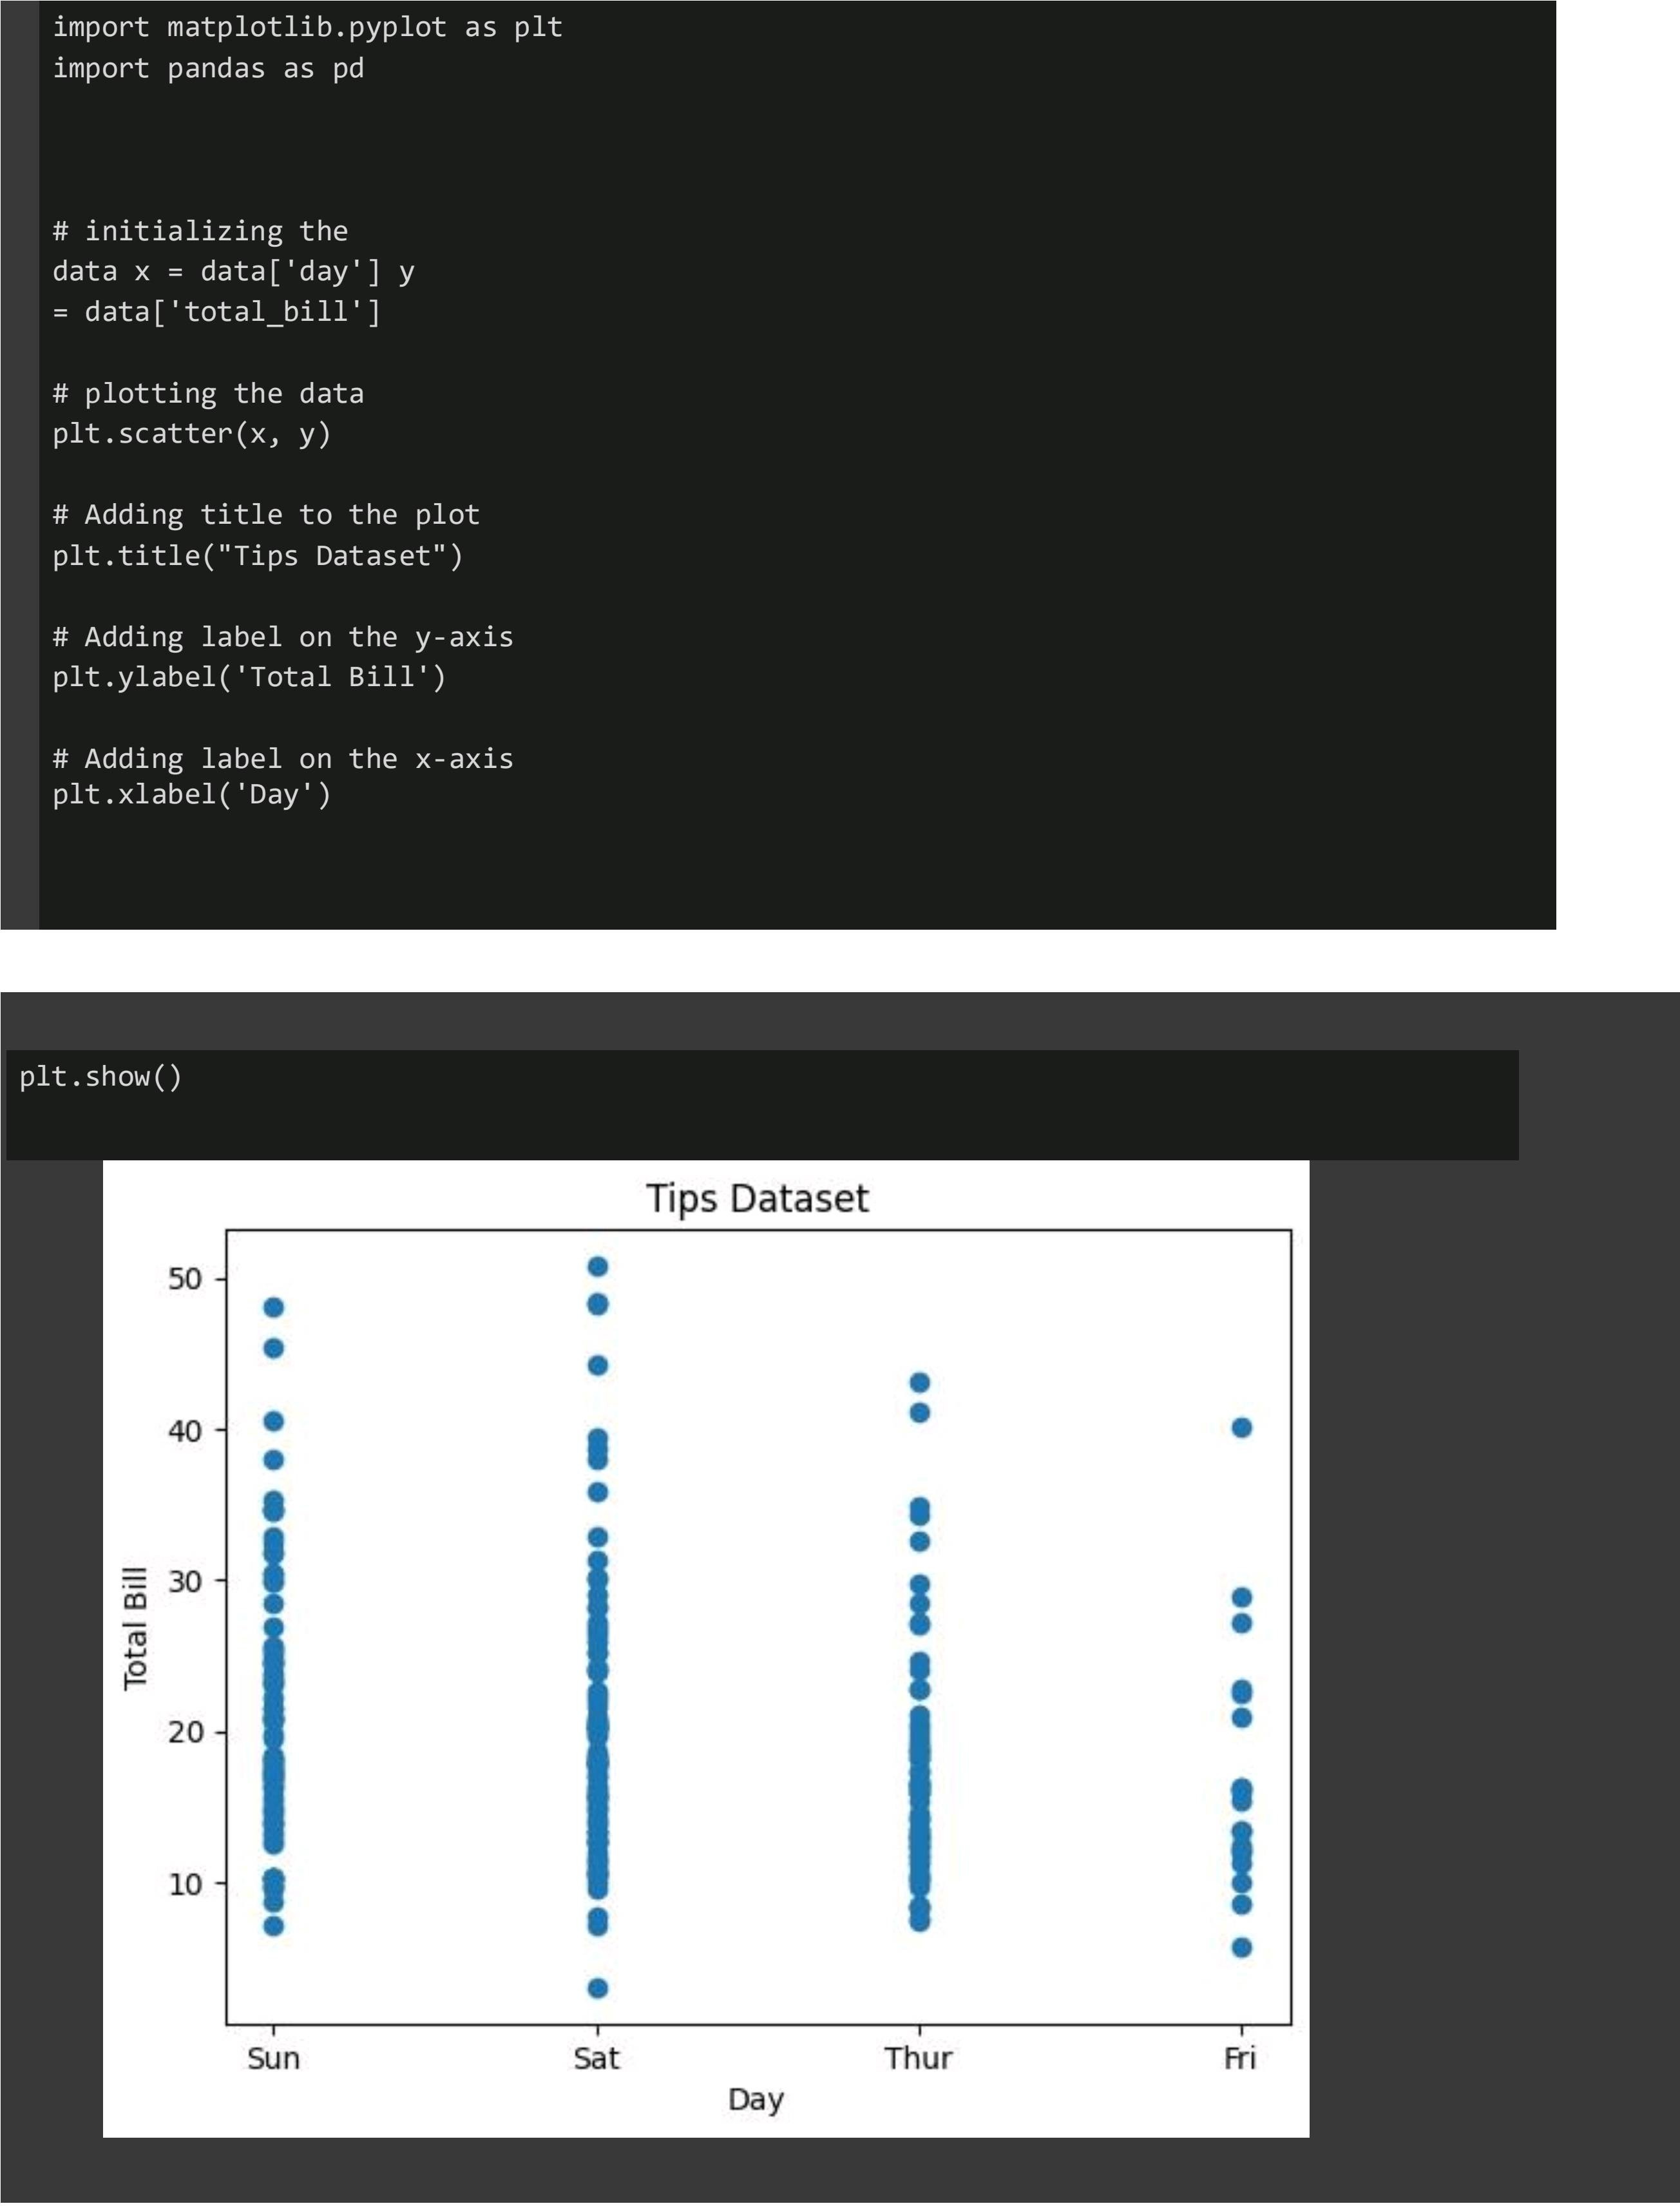 import matplotlib.pyplot as plt
import pandas as pd
# initializing the
data x = data['day'] y
= data['total_bill']
# plotting the data
plt.scatter(x, y)
# Adding title to the plot
plt.title("Tips Dataset")
# Adding label on the y-axis
plt.ylabel('Total Bill')
# Adding label on the x-axis
plt.xlabel('Day')
plt.show()
Tips Dataset
50
40
30
20
10
Total Bill
Sun Sat Thur Fri
Day